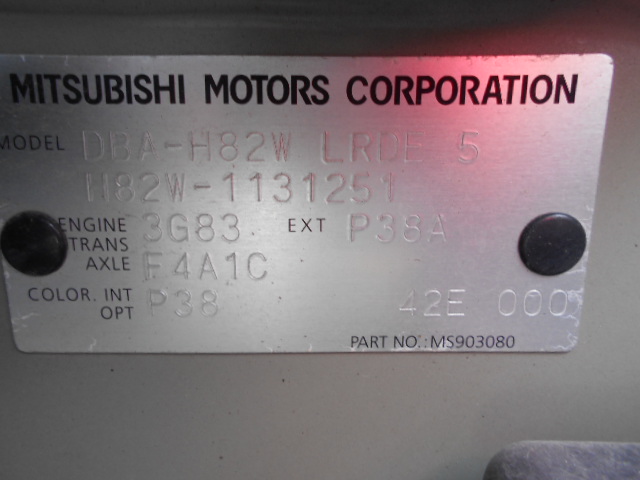 MITSUBISHI MOTORS CORPORATION
MODEL DBA-H82W LRDE 5
H82W-1131251
ENGINE 3G83 EXT P38A
TRANS AXLE F4A1C
COLOR. INT OPT P38 42E 000
PART NO.:MS903080